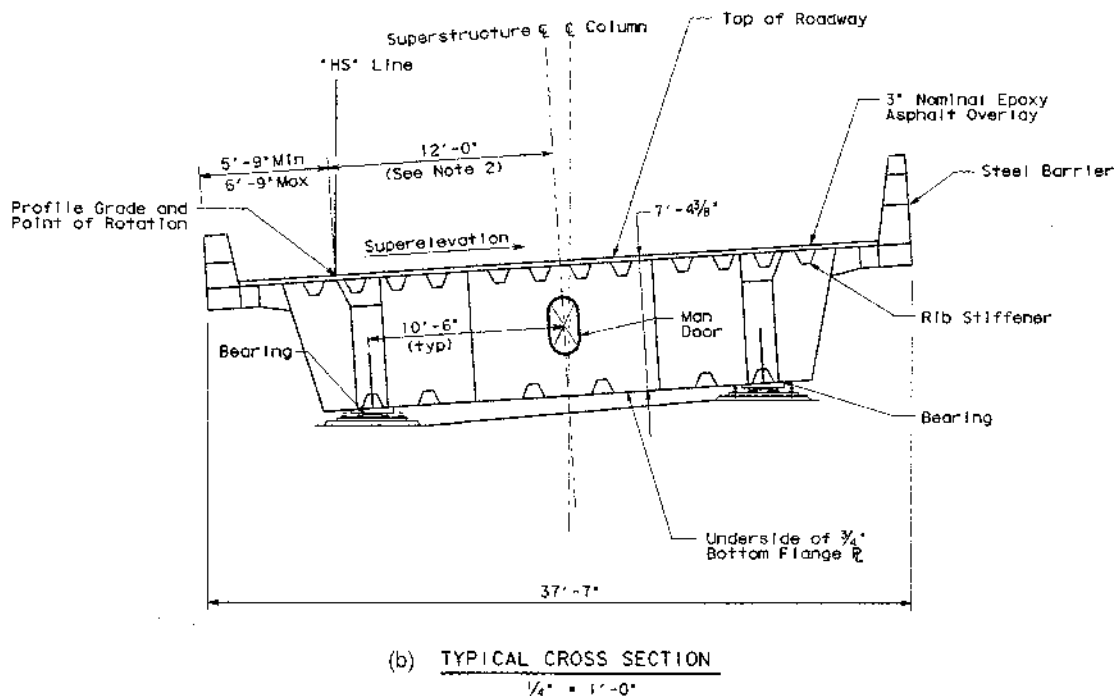 Superstructure ℄ ℄ Column
Top of Roadway
"HS" Line
3" Nominal Epoxy
Asphalt Overlay
5'-9" Min
6'-9" Max
12'-0"
(See Note 2)
Steel Barrier
7'-4⅜"
Profile Grade and
Point of Rotation
Superelevation
10'-6"
(typ)
Man
Door
Rib Stiffener
Bearing
Bearing
Underside of ¾"
Bottom Flange ℄
37'-7"
(b) TYPICAL CROSS SECTION
¼" = 1'-0"